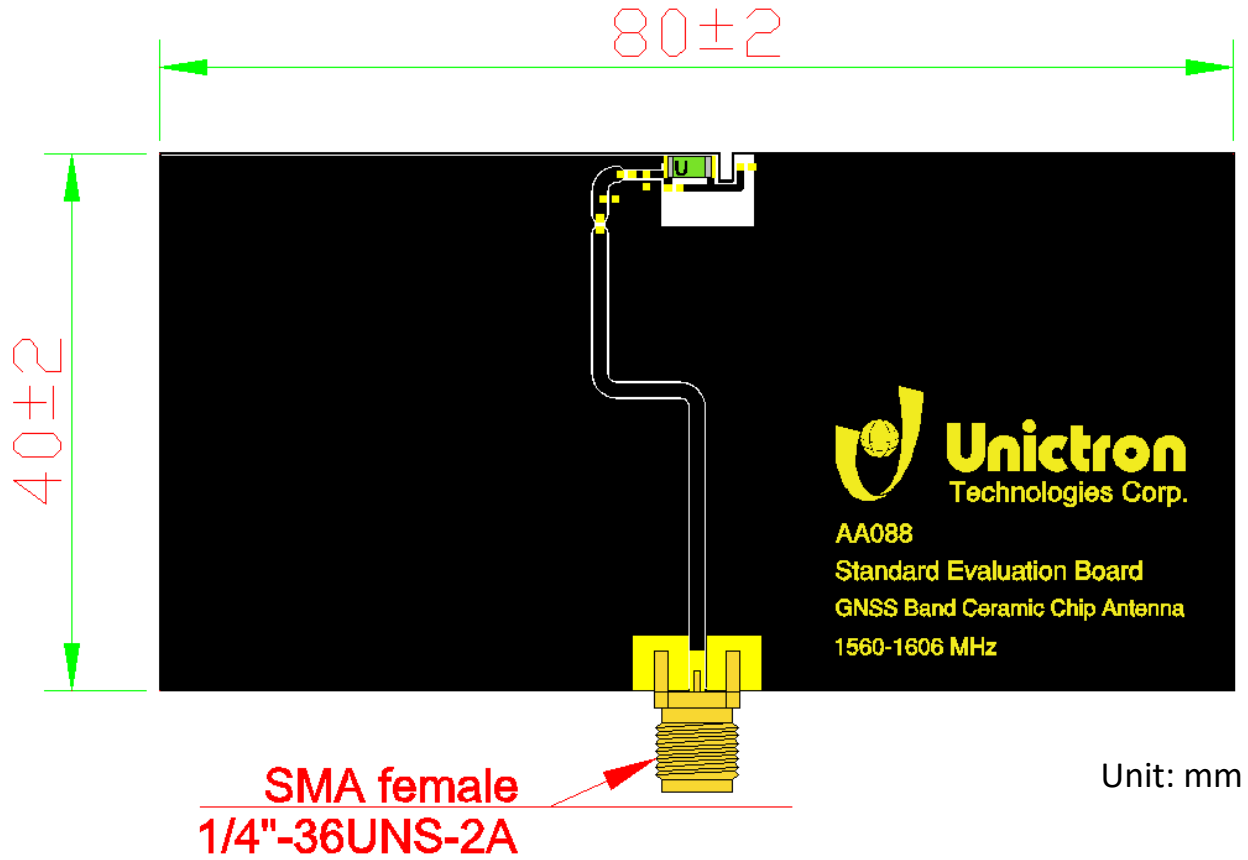 80±2
40±2
U
Unictron
Technologies Corp.
AA088
Standard Evaluation Board
GNSS Band Ceramic Chip Antenna
1560-1606 MHz
SMA female
1/4"-36UNS-2A
Unit: mm